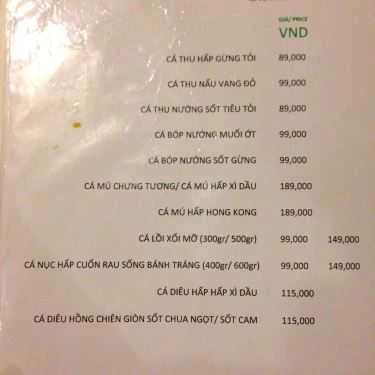 GIÁ/ PRICE
VND
CÁ THU HẤP GỪNG TỎI 89,000
CÁ THU NẤU VANG ĐỎ 99,000
CÁ THU NƯỚNG SỐT TIÊU TỎI 89,000
CÁ BÓP NƯỚNG MUỐI ỚT 99,000
CÁ BÓP NƯỚNG SỐT GỪNG 99,000
CÁ MÚ CHƯNG TƯƠNG/ CÁ MÚ HẤP XÌ DẦU 189,000
CÁ MÚ HẤP HONG KONG 189,000
CÁ LỒI XỐI MỠ (300gr/ 500gr) 99,000 149,000
CÁ NỤC HẤP CUỐN RAU SỐNG BÁNH TRÁNG (400gr/ 600gr) 99,000 149,000
CÁ DIÊU HẤP HẤP XÌ DẦU 115,000
CÁ DIÊU HỒNG CHIÊN GIÒN SỐT CHUA NGỌT/ SỐT CAM 115,000